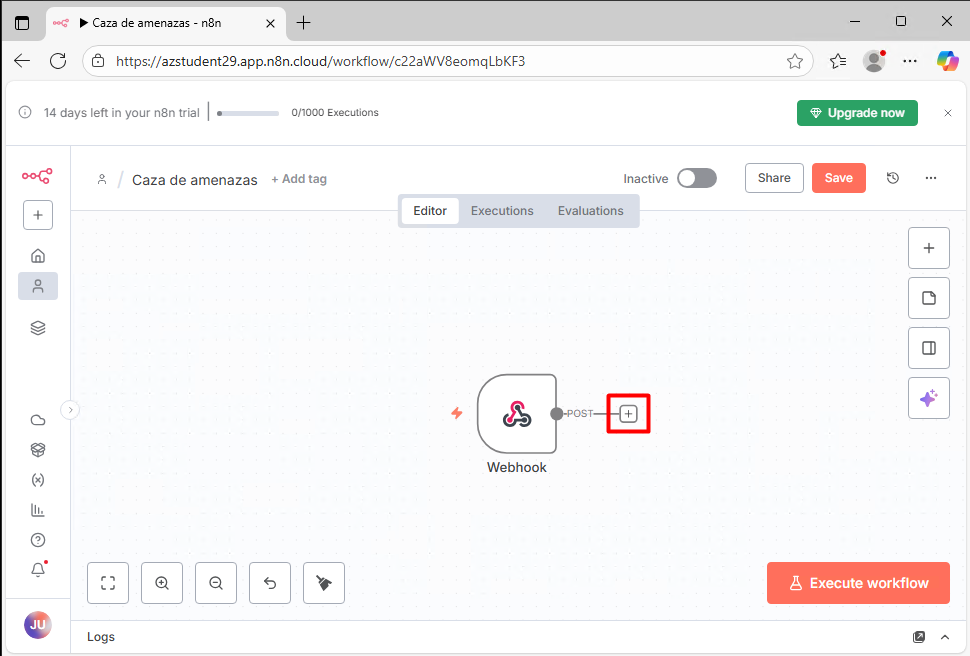 Caza de amenazas - n8n
https://azstudent29.app.n8n.cloud/workflow/c22aWV8eomqLbKF3
14 days left in your n8n trial
0/1000 Executions
Upgrade now
/ Caza de amenazas + Add tag
Inactive
Share
Save
Editor
Executions
Evaluations
POST
Webhook
Execute workflow
JU
Logs